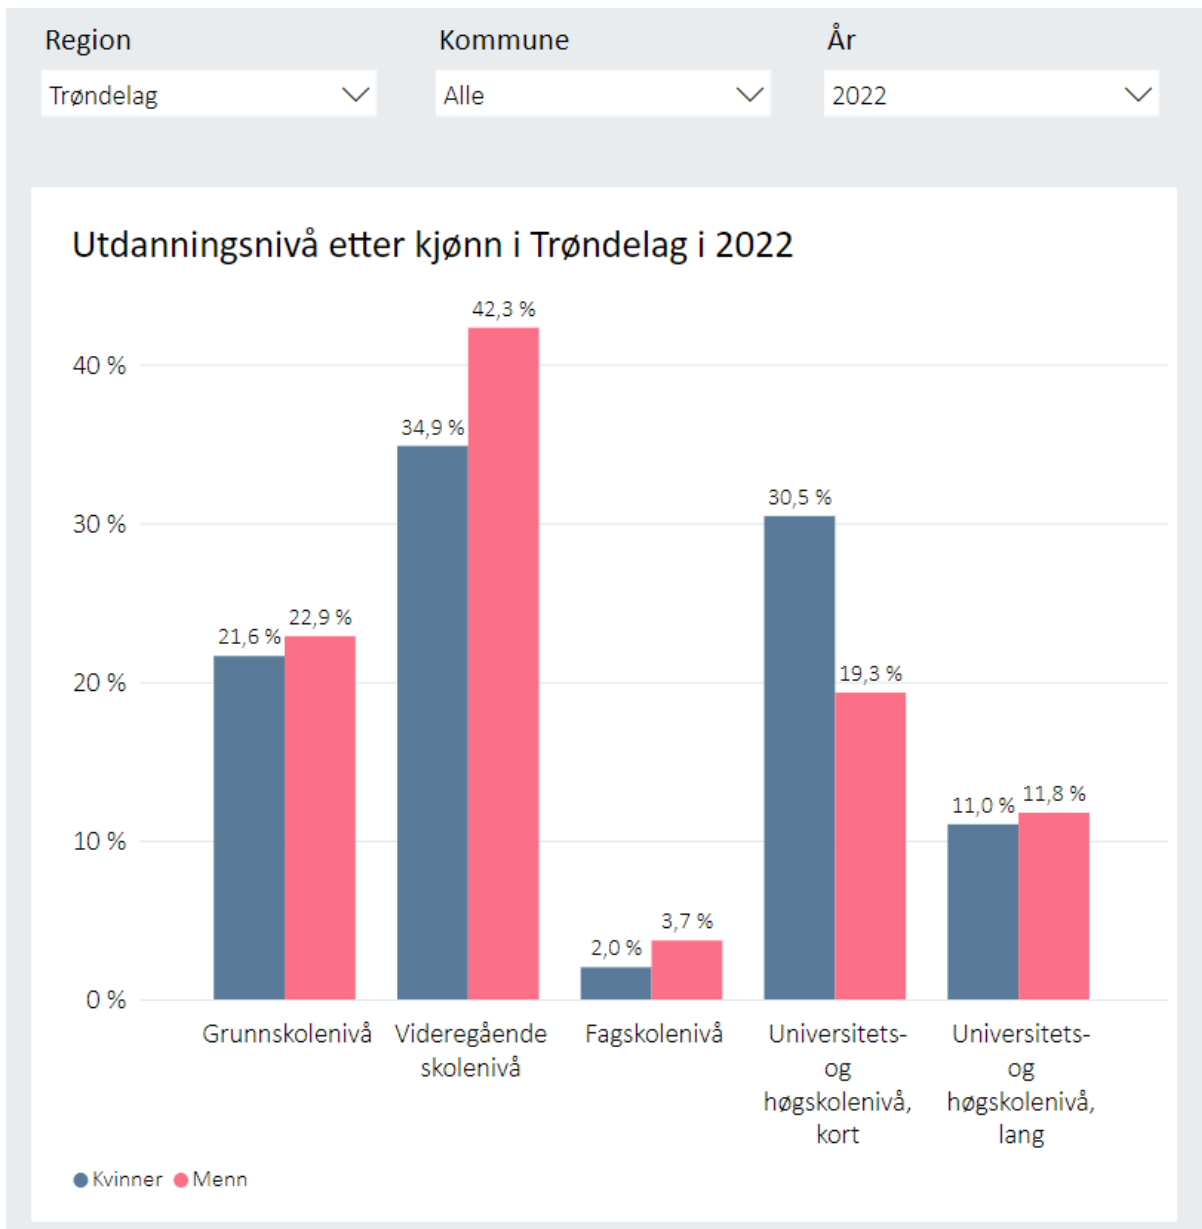 Region Kommune År
Trøndelag Alle 2022
Utdanningsnivå etter kjønn i Trøndelag i 2022
42,3 %
40 %
34,9 %
30,5 %
30 %
22,9 %
21,6 %
20 %
19,3 %
11,8 %
11,0 %
10 %
3,7 %
2,0 %
0 %
Grunnskolenivå Videregående Fagskolenivå Universitets- Universitets-
skolenivå og og
høgskolenivå, høgskolenivå,
kort lang
Kvinner Menn